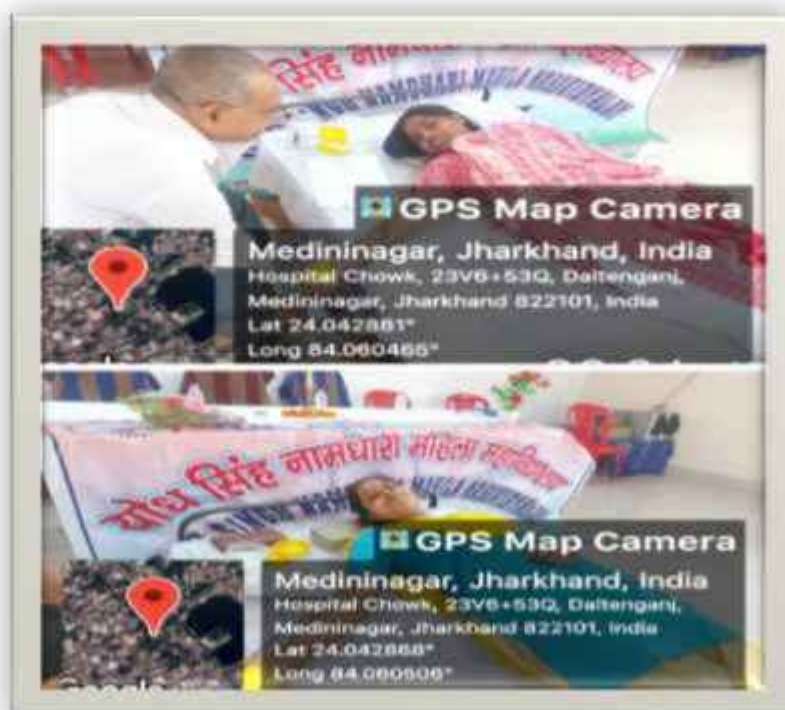 सिंह नामधारी
GPS Map Camera
Medininagar, Jharkhand, India
Hospital Chowk, 23V6+53Q, Daltenganj,
Medininagar, Jharkhand 822101, India
Lat 24.042881°
Long 84.060465°
योध सिंह नामधारी महिला महाविद्यालय
GPS Map Camera
Medininagar, Jharkhand, India
Hospital Chowk, 23V6+53Q, Daltenganj,
Medininagar, Jharkhand 822101, India
Lat 24.042868°
Long 84.060506°
Google